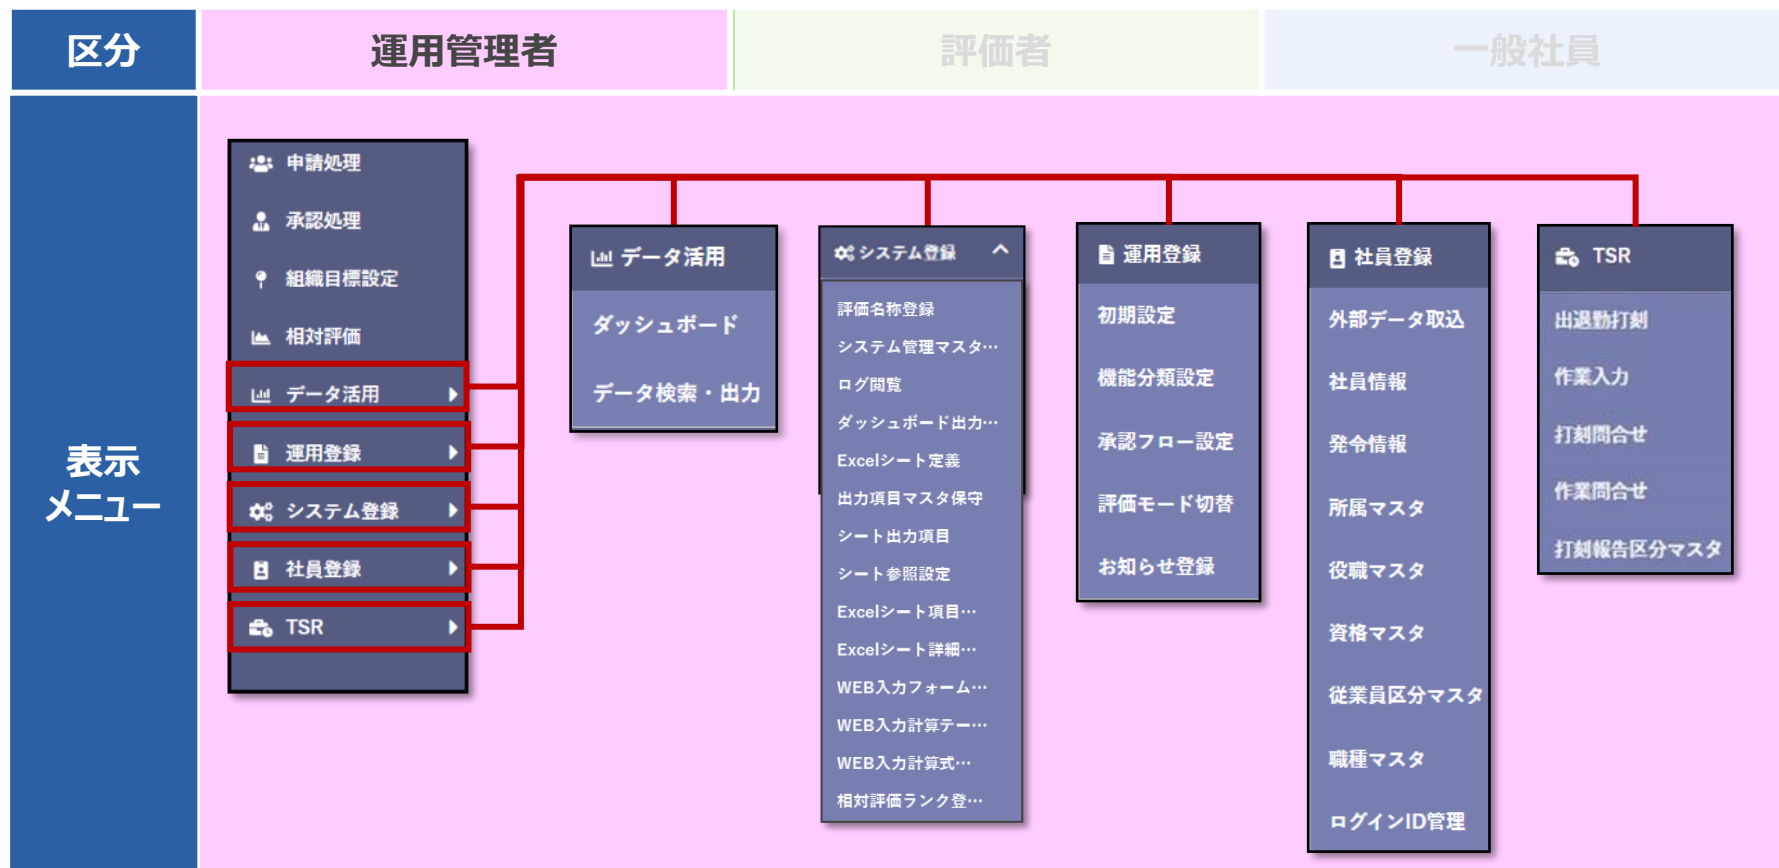 区分
運用管理者
評価者
一般社員
表示
メニュー
申請処理
承認処理
組織目標設定
相対評価
データ活用
運用登録
システム登録
社員登録
TSR
データ活用
ダッシュボード
データ検索・出力
システム登録
評価名称登録
システム管理マスタ…
ログ閲覧
ダッシュボード出力…
Excelシート定義
出力項目マスタ保守
シート出力項目
シート参照設定
Excelシート項目…
Excelシート詳細…
WEB入力フォーム…
WEB入力計算テー…
WEB入力計算式…
相対評価ランク登…
運用登録
初期設定
機能分類設定
承認フロー設定
評価モード切替
お知らせ登録
社員登録
外部データ取込
社員情報
発令情報
所属マスタ
役職マスタ
資格マスタ
従業員区分マスタ
職種マスタ
ログインID管理
TSR
出退勤打刻
作業入力
打刻問合せ
作業問合せ
打刻報告区分マスタ